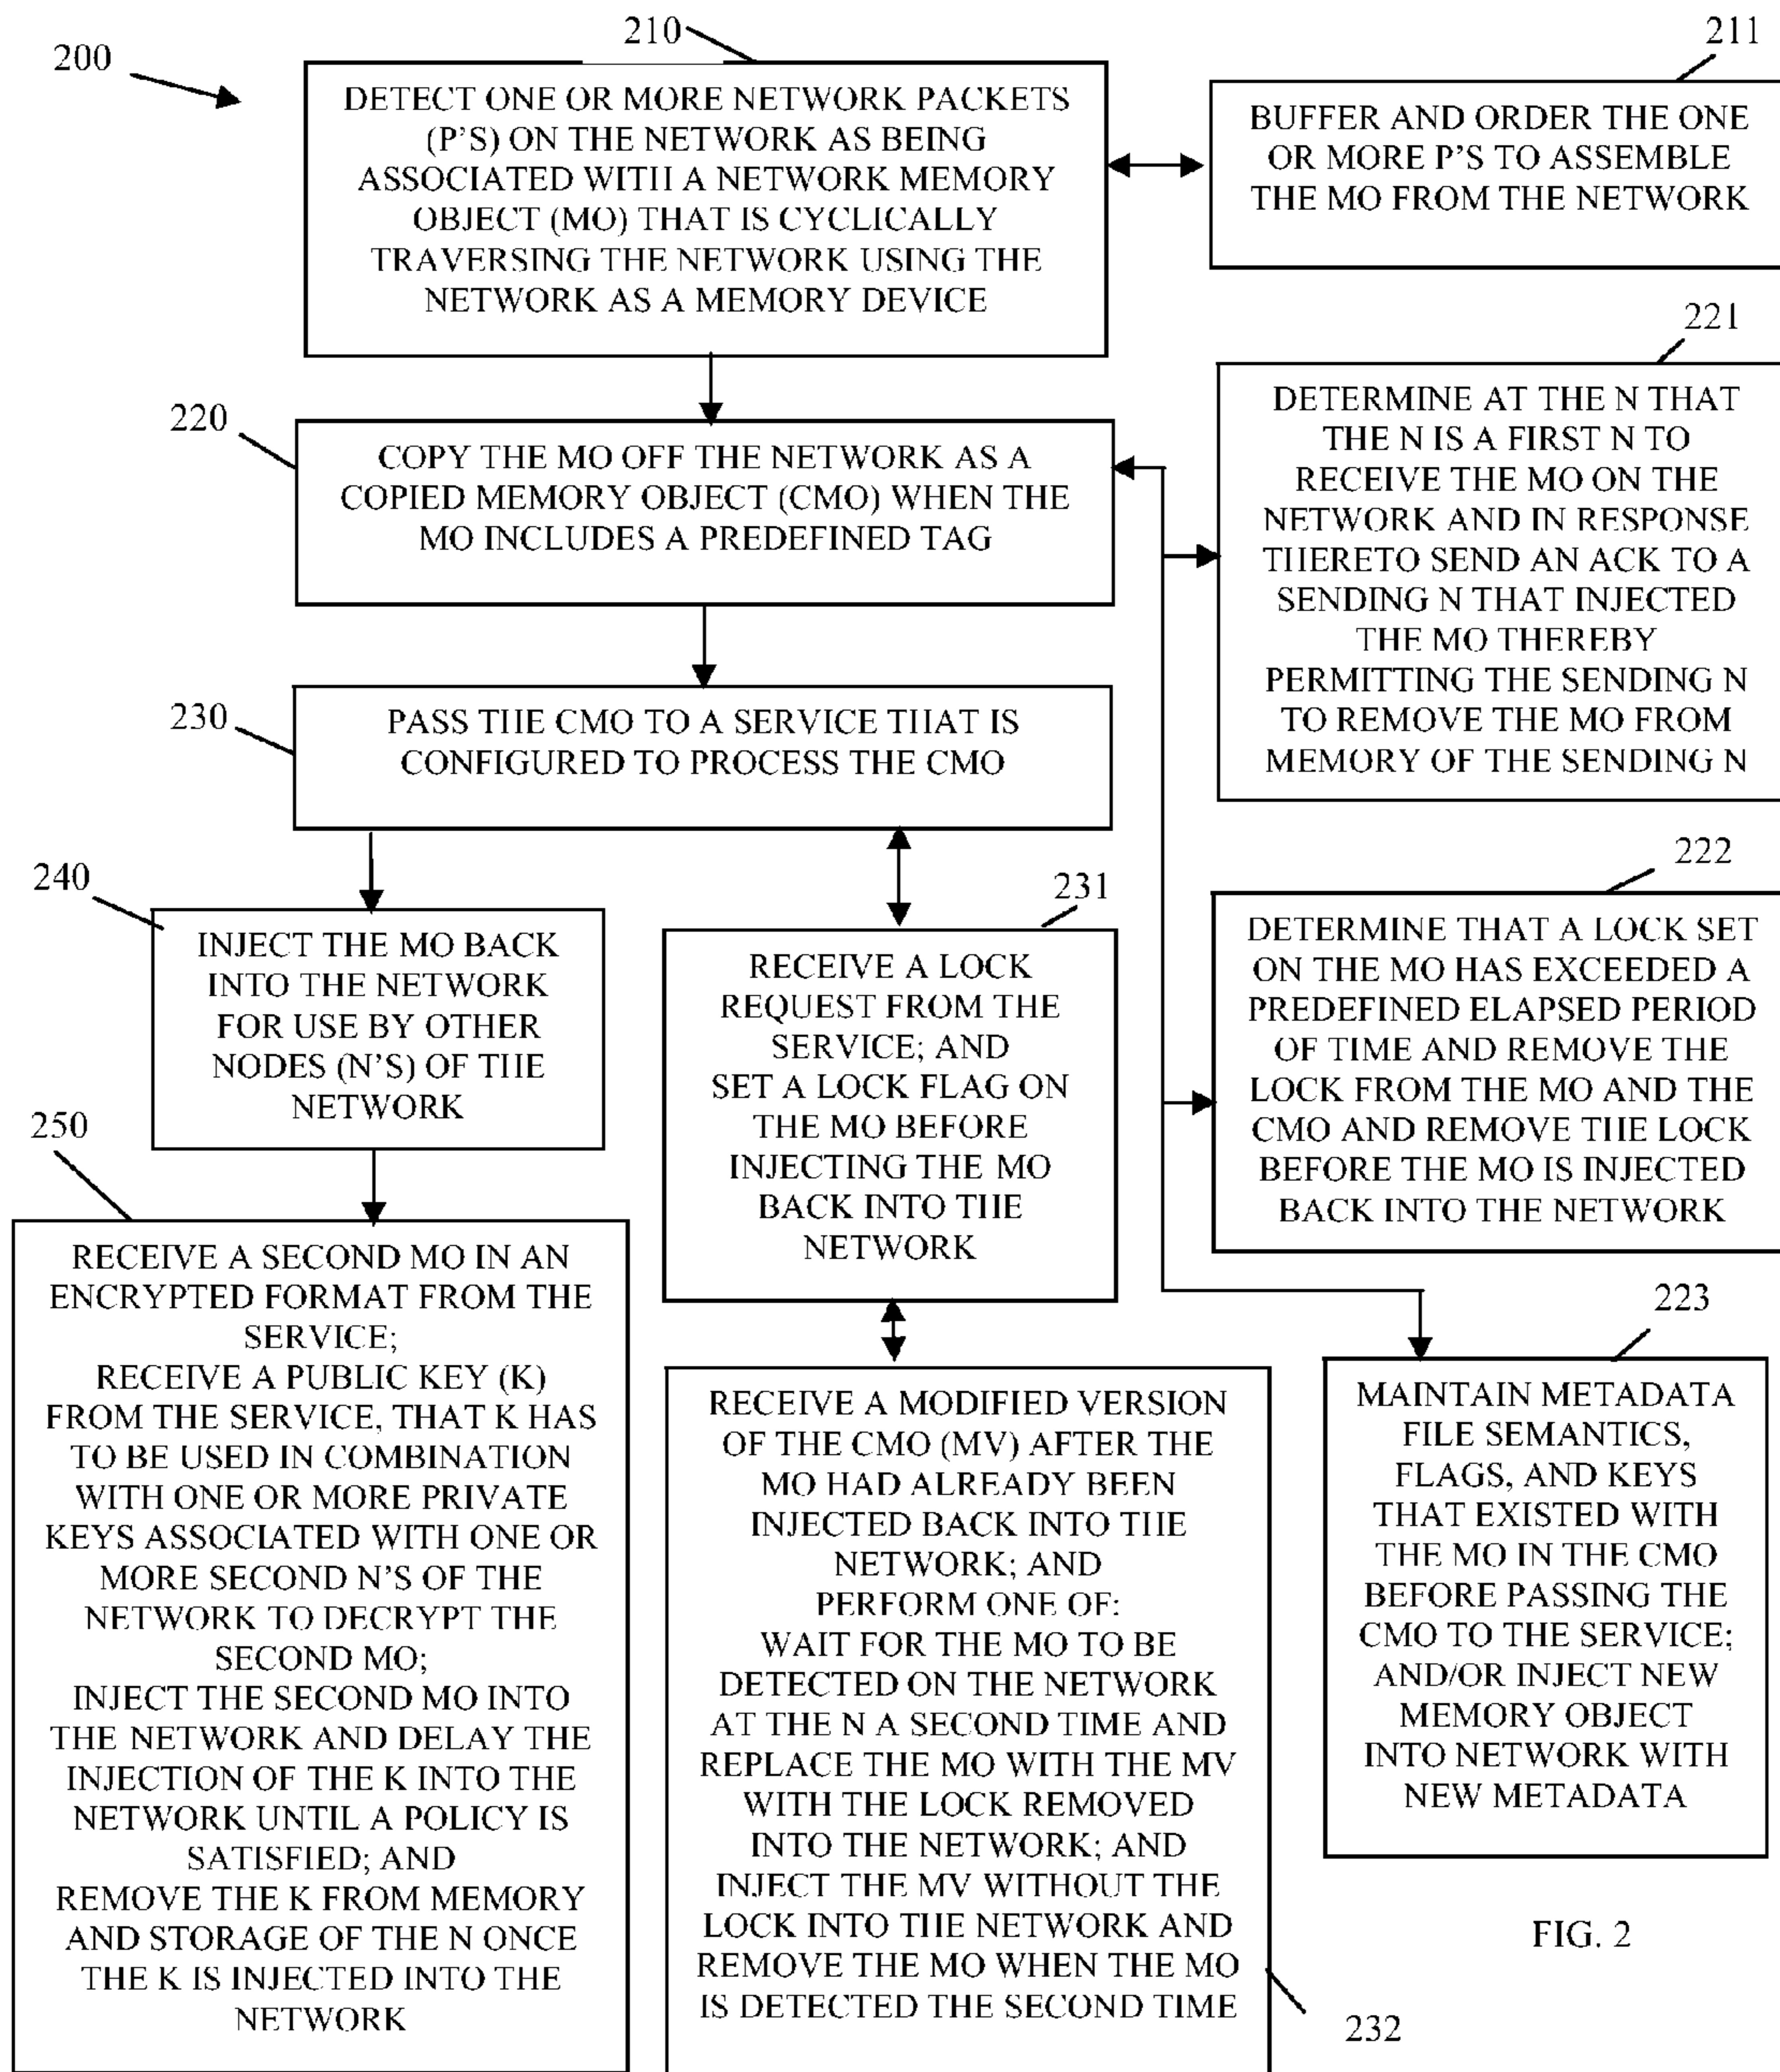 200
210
DETECT ONE OR MORE NETWORK PACKETS
(P'S) ON THE NETWORK AS BEING
ASSOCIATED WITH A NETWORK MEMORY
OBJECT (MO) THAT IS CYCLICALLY
TRAVERSING THE NETWORK USING THE
NETWORK AS A MEMORY DEVICE
211
BUFFER AND ORDER THE ONE
OR MORE P'S TO ASSEMBLE
THE MO FROM THE NETWORK
220
COPY THE MO OFF THE NETWORK AS A
COPIED MEMORY OBJECT (CMO) WHEN THE
MO INCLUDES A PREDEFINED TAG
221
DETERMINE AT THE N THAT
THE N IS A FIRST N TO
RECEIVE THE MO ON THE
NETWORK AND IN RESPONSE
THERETO SEND AN ACK TO A
SENDING N THAT INJECTED
THE MO THEREBY
PERMITTING THE SENDING N
TO REMOVE THE MO FROM
MEMORY OF THE SENDING N
230
PASS THE CMO TO A SERVICE THAT IS
CONFIGURED TO PROCESS THE CMO
222
DETERMINE THAT A LOCK SET
ON THE MO HAS EXCEEDED A
PREDEFINED ELAPSED PERIOD
OF TIME AND REMOVE THE
LOCK FROM THE MO AND THE
CMO AND REMOVE THE LOCK
BEFORE THE MO IS INJECTED
BACK INTO THE NETWORK
240
INJECT THE MO BACK
INTO THE NETWORK
FOR USE BY OTHER
NODES (N'S) OF THE
NETWORK
231
RECEIVE A LOCK
REQUEST FROM THE
SERVICE; AND
SET A LOCK FLAG ON
THE MO BEFORE
INJECTING THE MO
BACK INTO THE
NETWORK
250
RECEIVE A SECOND MO IN AN
ENCRYPTED FORMAT FROM THE
SERVICE;
RECEIVE A PUBLIC KEY (K)
FROM THE SERVICE, THAT K HAS
TO BE USED IN COMBINATION
WITH ONE OR MORE PRIVATE
KEYS ASSOCIATED WITH ONE OR
MORE SECOND N'S OF THE
NETWORK TO DECRYPT THE
SECOND MO;
INJECT THE SECOND MO INTO
THE NETWORK AND DELAY THE
INJECTION OF THE K INTO THE
NETWORK UNTIL A POLICY IS
SATISFIED; AND
REMOVE THE K FROM MEMORY
AND STORAGE OF THE N ONCE
THE K IS INJECTED INTO THE
NETWORK
RECEIVE A MODIFIED VERSION
OF THE CMO (MV) AFTER THE
MO HAD ALREADY BEEN
INJECTED BACK INTO THE
NETWORK; AND
PERFORM ONE OF:
WAIT FOR THE MO TO BE
DETECTED ON THE NETWORK
AT THE N A SECOND TIME AND
REPLACE THE MO WITH THE MV
WITH THE LOCK REMOVED
INTO THE NETWORK; AND
INJECT THE MV WITHOUT THE
LOCK INTO THE NETWORK AND
REMOVE THE MO WHEN THE MO
IS DETECTED THE SECOND TIME
232
223
MAINTAIN METADATA
FILE SEMANTICS,
FLAGS, AND KEYS
THAT EXISTED WITH
THE MO IN THE CMO
BEFORE PASSING THE
CMO TO THE SERVICE;
AND/OR INJECT NEW
MEMORY OBJECT
INTO NETWORK WITH
NEW METADATA
FIG. 2